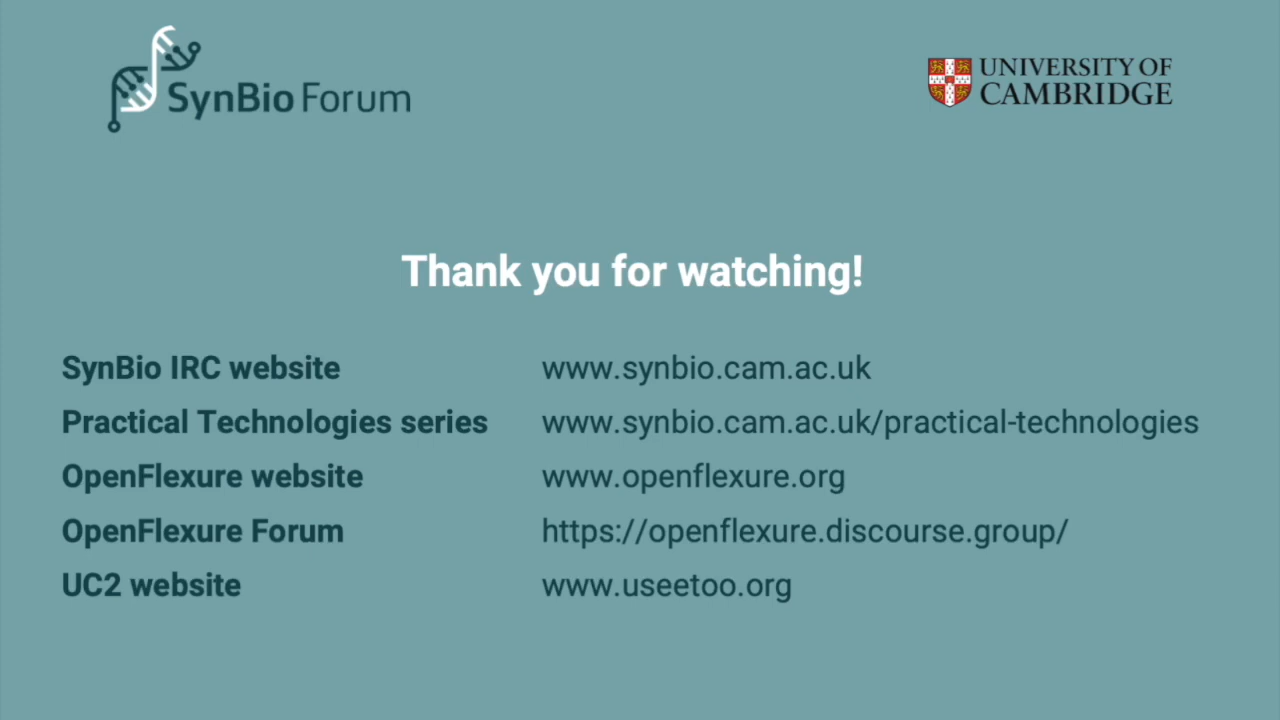 SynBio Forum
UNIVERSITY OF
CAMBRIDGE
Thank you for watching!
SynBio IRC website www.synbio.cam.ac.uk
Practical Technologies series www.synbio.cam.ac.uk/practical-technologies
OpenFlexure website www.openflexure.org
OpenFlexure Forum https://openflexure.discourse.group/
UC2 website www.useetoo.org